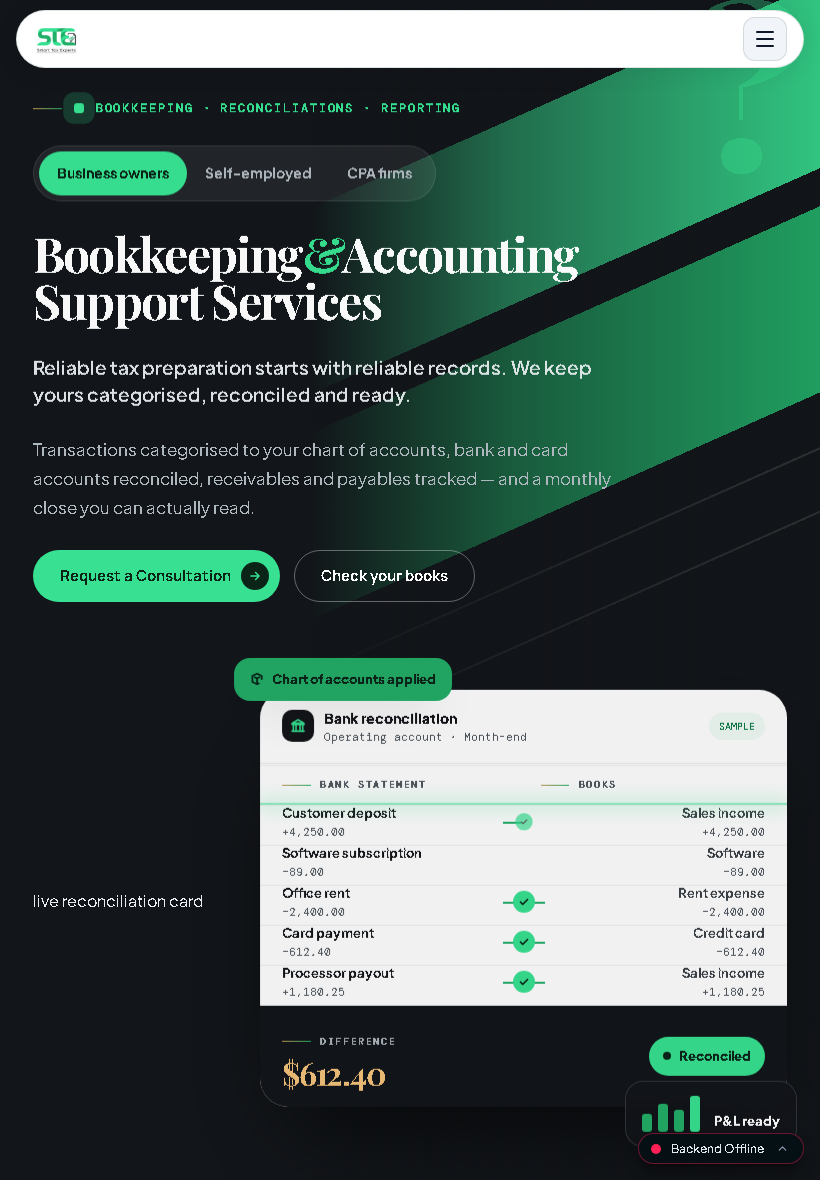 STE
Smart Tax Experts
BOOKKEEPING · RECONCILIATIONS · REPORTING
Business owners Self-employed CPA firms
Bookkeeping & Accounting
Support Services
Reliable tax preparation starts with reliable records. We keep
yours categorised, reconciled and ready.
Transactions categorised to your chart of accounts, bank and card
accounts reconciled, receivables and payables tracked — and a monthly
close you can actually read.
Request a Consultation Check your books
Chart of accounts applied
Bank reconciliation
Operating account · Month-end
SAMPLE
BANK STATEMENT BOOKS
Customer deposit Sales income
+4,250.00 +4,250.00
Software subscription Software
−89.00 −89.00
Office rent Rent expense
−2,400.00 −2,400.00
live reconciliation card
Card payment Credit card
−612.40 −612.40
Processor payout Sales income
+1,180.25 +1,180.25
DIFFERENCE
$612.40
Reconciled
P&L ready
Backend Offline